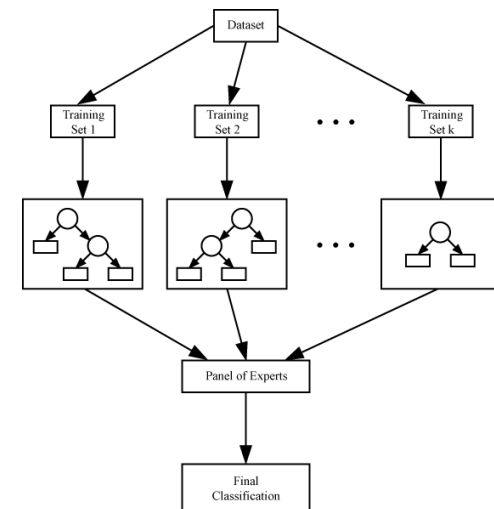 Dataset
Training
Set 1
Training
Set 2
Training
Set k
Panel of Experts
Final
Classification